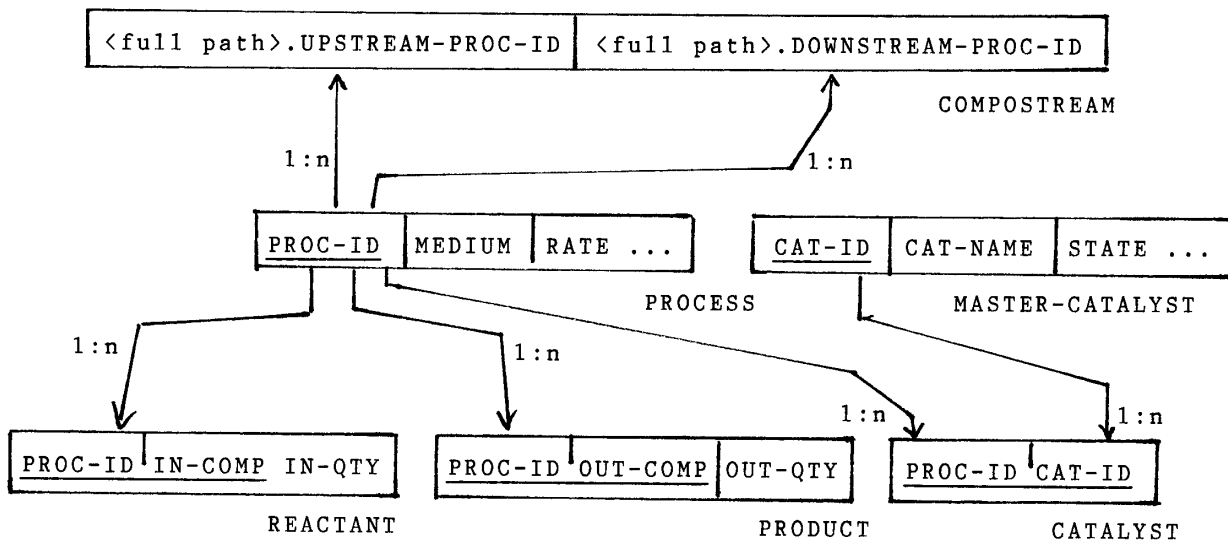 <full path>.UPSTREAM-PROC-ID <full path>.DOWNSTREAM-PROC-ID
COMPOSTREAM
1:n 1:n
PROC-ID MEDIUM RATE ... CAT-ID CAT-NAME STATE ...
PROCESS MASTER-CATALYST
1:n 1:n
1:n 1:n
PROC-ID IN-COMP IN-QTY PROC-ID OUT-COMP OUT-QTY PROC-ID CAT-ID
REACTANT PRODUCT CATALYST